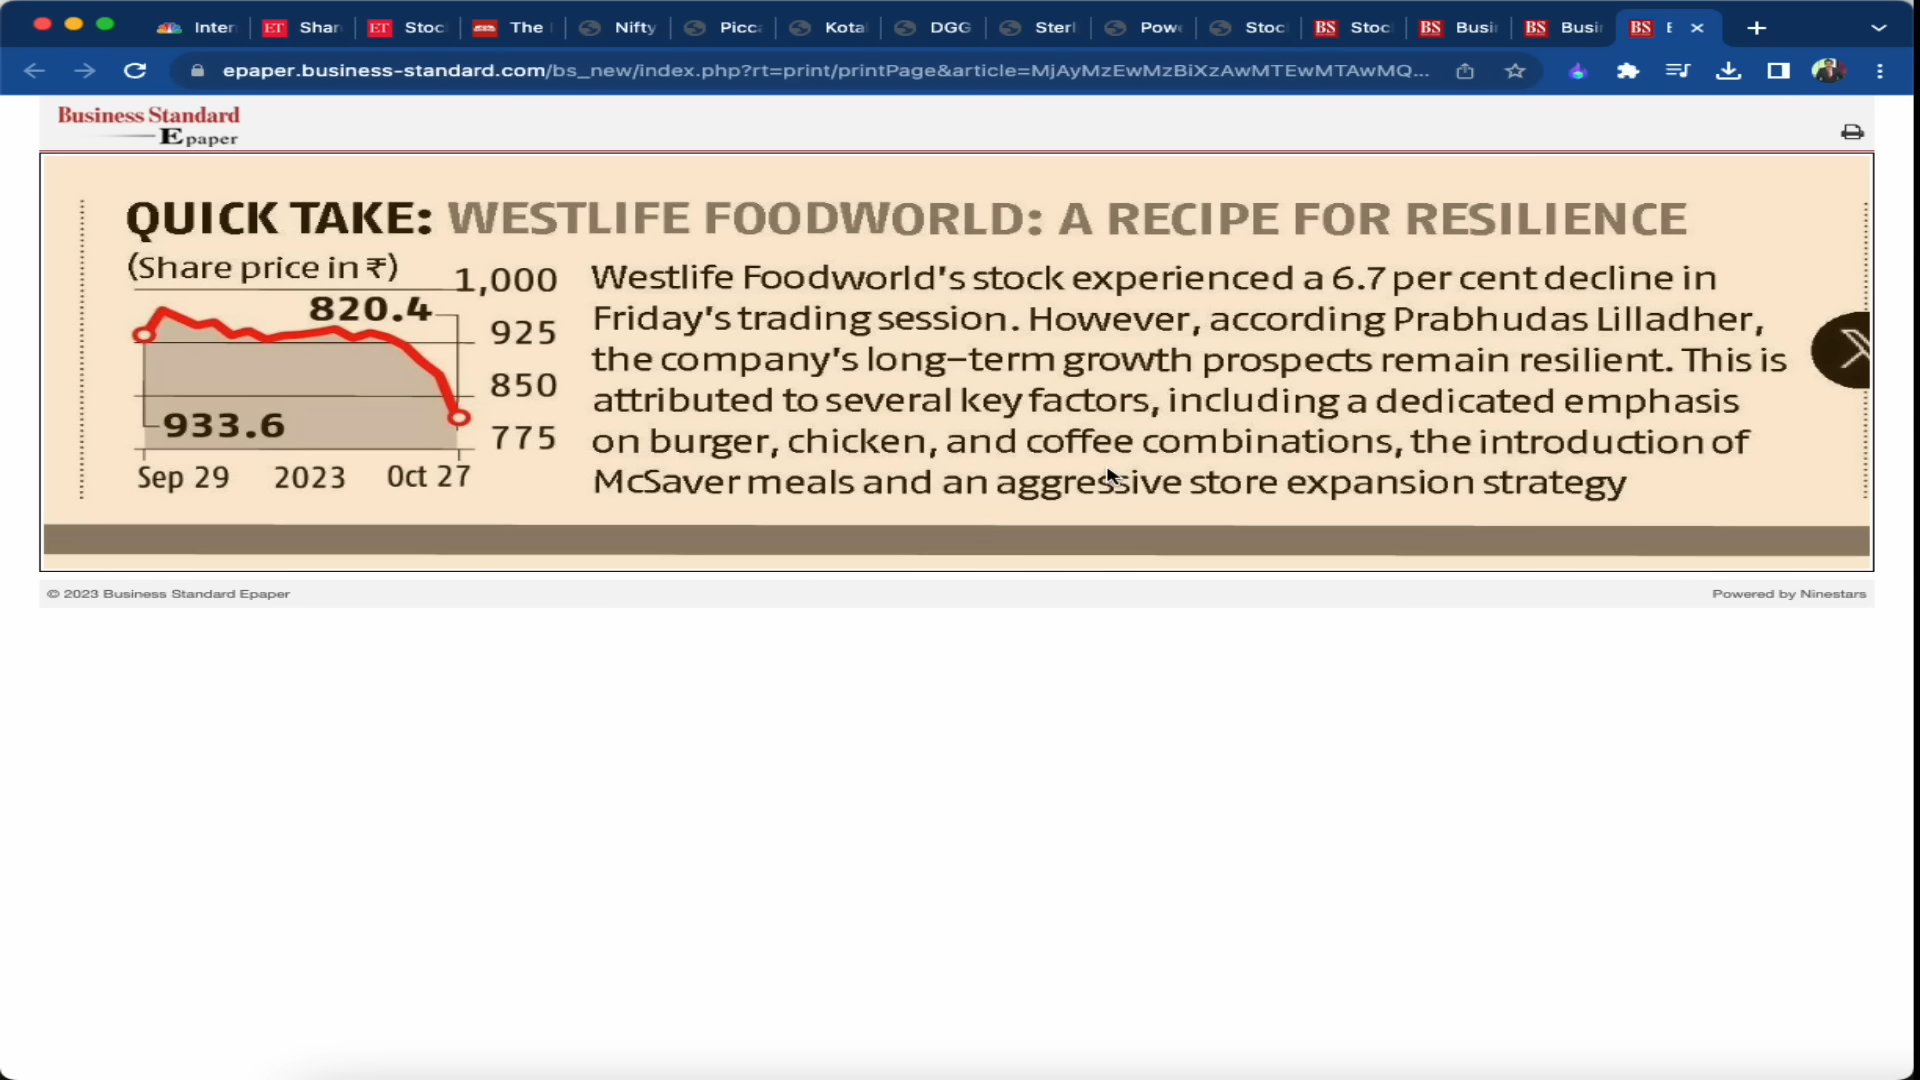 Inter
Shar
Stoc
The
Nifty
Picc
Kota
DGG
Sterl
Pow
Stoc
BS Stoc
BS Busi
BS Busi
BS
epaper.business-standard.com/bs_new/index.php?rt=print/printPage&article=MjAyMzEwMzBiXzAwMTEwMTAwMQ...
Business Standard
Epaper
QUICK TAKE: WESTLIFE FOODWORLD: A RECIPE FOR RESILIENCE
(Share price in ₹)
1,000
820.4
925
850
933.6
775
Sep 29 2023 Oct 27
Westlife Foodworld's stock experienced a 6.7 per cent decline in
Friday's trading session. However, according Prabhudas Lilladher,
the company's long-term growth prospects remain resilient. This is
attributed to several key factors, including a dedicated emphasis
on burger, chicken, and coffee combinations, the introduction of
McSaver meals and an aggressive store expansion strategy
© 2023 Business Standard Epaper
Powered by Ninestars